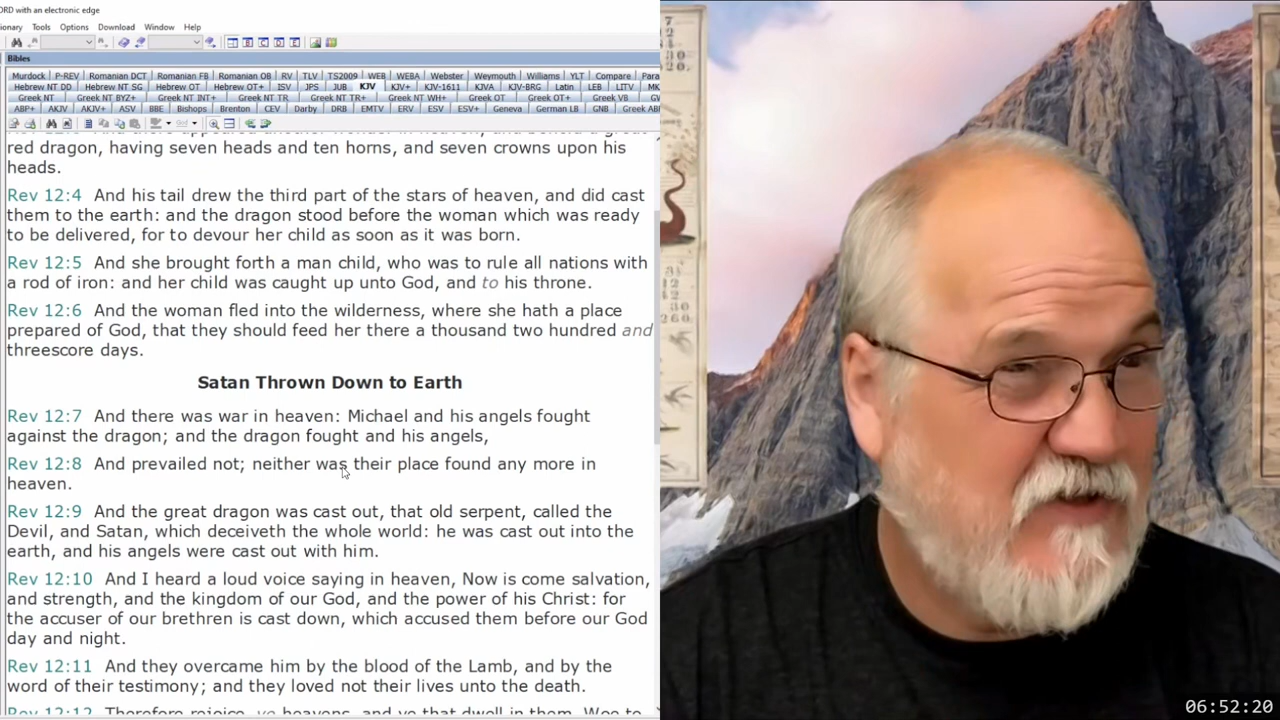 ORD with an electronic edge
ionary Tools Options Download Window Help
B C D E
Bibles
Murdock P-REV Romanian DCT Romanian FB Romanian OB RV TLV TS2009 WEB WEBA Webster Weymouth Williams YLT Compare Para
Hebrew NT DD Hebrew NT SG Hebrew OT Hebrew OT+ ISV JPS JUB KJV KJV+ KJV-1611 KJVA KJV-BRG Latin LEB LITV MK
Greek NT Greek NT BYZ+ Greek NT INT+ Greek NT TR Greek NT TR+ Greek NT WH+ Greek OT Greek OT+ Greek VB GV
ABP+ AKJV AKJV+ ASV BBE Bishops Brenton CEV Darby DRB EMTV ERV ESV ESV+ Geneva German LB GNB Greek AB
red dragon, having seven heads and ten horns, and seven crowns upon his
heads.
Rev 12:4 And his tail drew the third part of the stars of heaven, and did cast
them to the earth: and the dragon stood before the woman which was ready
to be delivered, for to devour her child as soon as it was born.
Rev 12:5 And she brought forth a man child, who was to rule all nations with
a rod of iron: and her child was caught up unto God, and to his throne.
Rev 12:6 And the woman fled into the wilderness, where she hath a place
prepared of God, that they should feed her there a thousand two hundred and
threescore days.
Satan Thrown Down to Earth
Rev 12:7 And there was war in heaven: Michael and his angels fought
against the dragon; and the dragon fought and his angels,
Rev 12:8 And prevailed not; neither was their place found any more in
heaven.
Rev 12:9 And the great dragon was cast out, that old serpent, called the
Devil, and Satan, which deceiveth the whole world: he was cast out into the
earth, and his angels were cast out with him.
Rev 12:10 And I heard a loud voice saying in heaven, Now is come salvation,
and strength, and the kingdom of our God, and the power of his Christ: for
the accuser of our brethren is cast down, which accused them before our God
day and night.
Rev 12:11 And they overcame him by the blood of the Lamb, and by the
word of their testimony; and they loved not their lives unto the death.
Rev 12:12 Therefore rejoice, ye heavens, and ye that dwell in them. Woe to
06:52:20